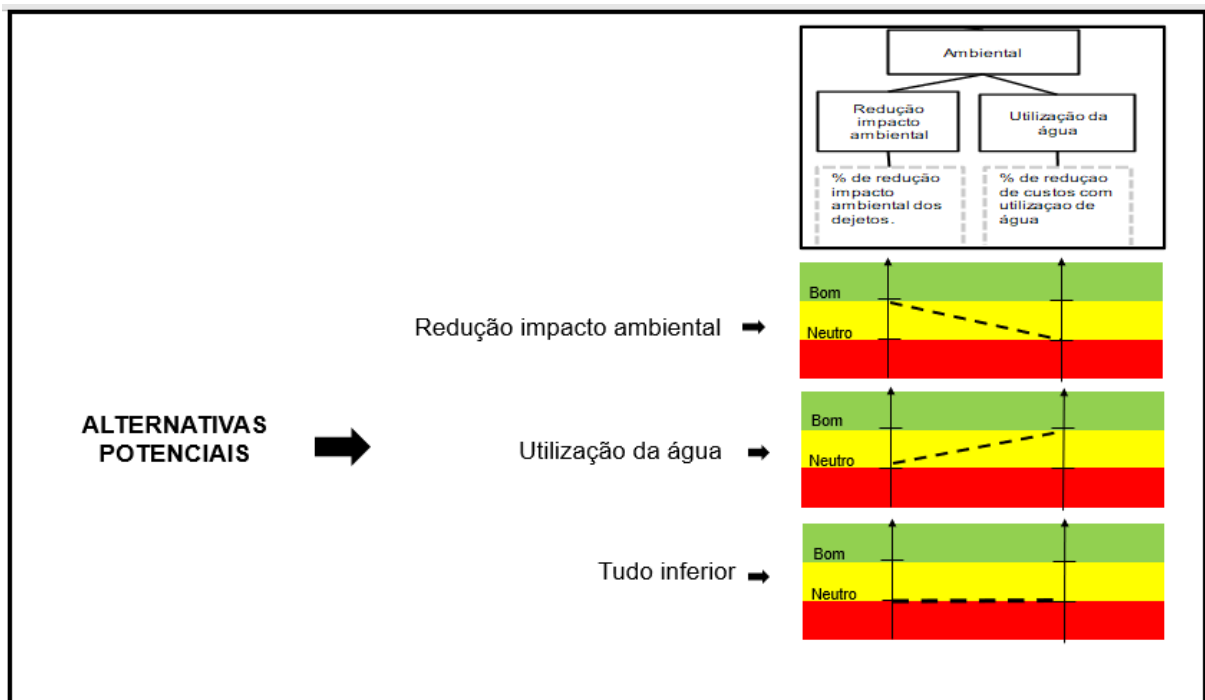 Ambiental
Redução
impacto
ambiental
Utilização da
água
% de redução
impacto
ambiental dos
dejetos.
% de reduçao
de custos com
utilizaçao de
água
Bom
Neutro
Redução impacto ambiental
ALTERNATIVAS
POTENCIAIS
Bom
Neutro
Utilização da água
Bom
Neutro
Tudo inferior